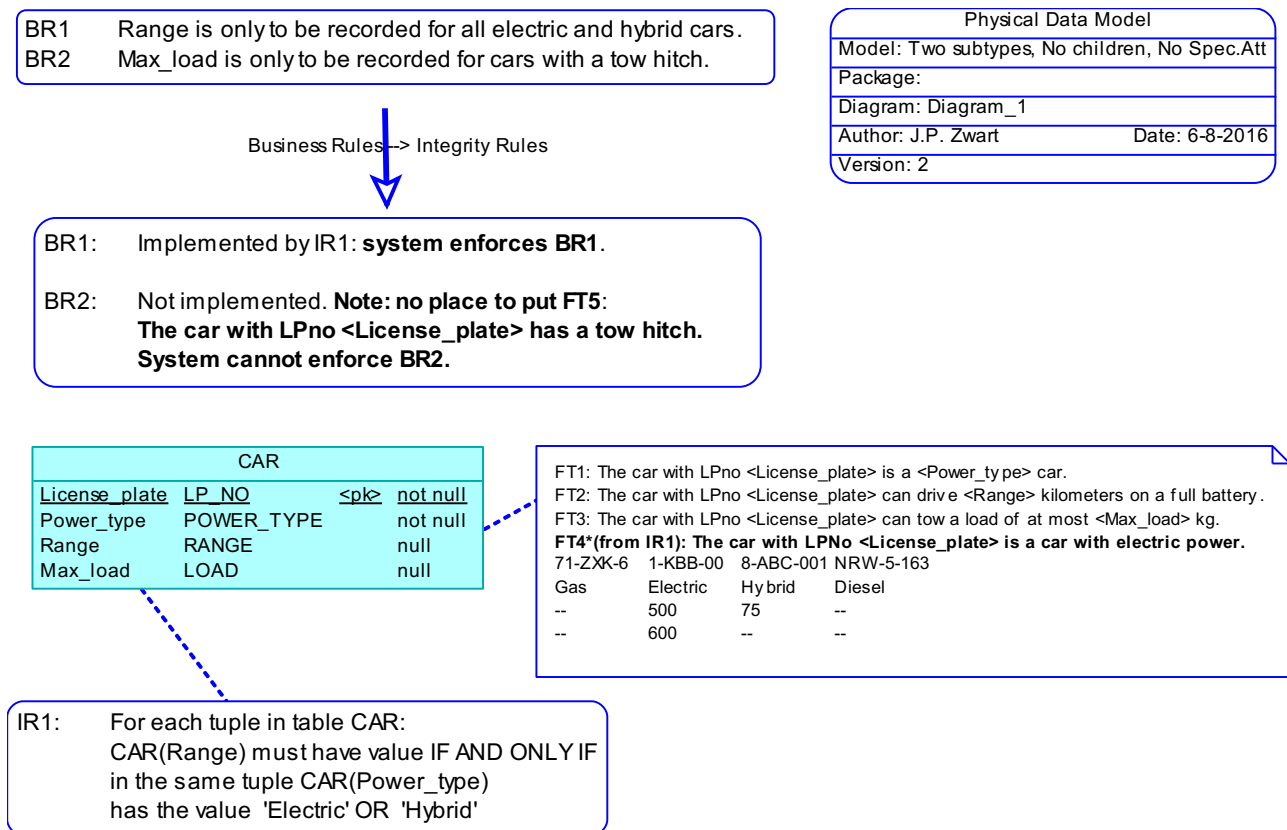 BR1 Range is only to be recorded for all electric and hybrid cars.
BR2 Max_load is only to be recorded for cars with a tow hitch.
Physical Data Model
Model: Two subtypes, No children, No Spec.Att
Package:
Diagram: Diagram_1
Author: J.P. Zwart Date: 6-8-2016
Version: 2
Business Rules --> Integrity Rules
BR1: Implemented by IR1: system enforces BR1.
BR2: Not implemented. Note: no place to put FT5:
The car with LPno <License_plate> has a tow hitch.
System cannot enforce BR2.
CAR
License_plate LP_NO <pk> not null
Power_type POWER_TYPE not null
Range RANGE null
Max_load LOAD null
FT1: The car with LPno <License_plate> is a <Power_type> car.
FT2: The car with LPno <License_plate> can drive <Range> kilometers on a full battery.
FT3: The car with LPno <License_plate> can tow a load of at most <Max_load> kg.
FT4*(from IR1): The car with LPNo <License_plate> is a car with electric power.
71-ZXK-6 1-KBB-00 8-ABC-001 NRW-5-163
Gas Electric Hybrid Diesel
-- 500 75 --
-- 600 -- --
IR1: For each tuple in table CAR:
CAR(Range) must have value IF AND ONLY IF
in the same tuple CAR(Power_type)
has the value 'Electric' OR 'Hybrid'